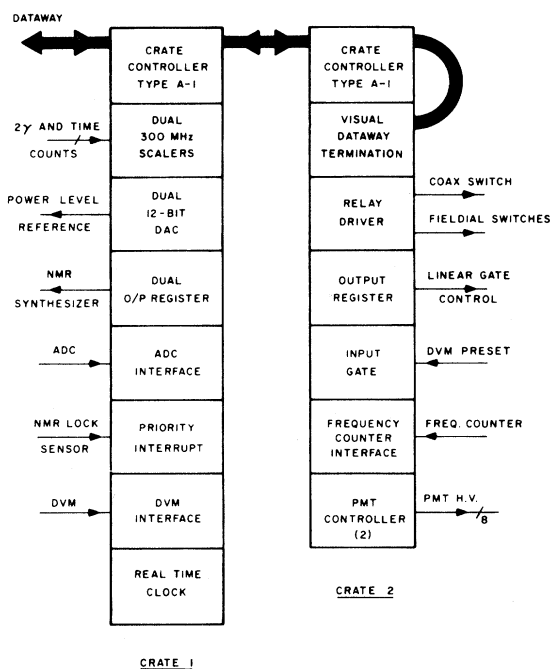 DATAWAY
CRATE
CONTROLLER
TYPE A-1
2γ AND TIME
COUNTS
DUAL
300 MHz
SCALERS
POWER LEVEL
REFERENCE
DUAL
12-BIT
DAC
NMR
SYNTHESIZER
DUAL
O/P REGISTER
ADC
ADC
INTERFACE
NMR LOCK
SENSOR
PRIORITY
INTERRUPT
DVM
DVM
INTERFACE
REAL TIME
CLOCK
CRATE 1
CRATE
CONTROLLER
TYPE A-1
VISUAL
DATAWAY
TERMINATION
RELAY
DRIVER
COAX SWITCH
FIELDIAL SWITCHES
OUTPUT
REGISTER
LINEAR GATE
CONTROL
INPUT
GATE
DVM PRESET
FREQUENCY
COUNTER
INTERFACE
FREQ. COUNTER
PMT
CONTROLLER
(2)
PMT H.V.
8
CRATE 2